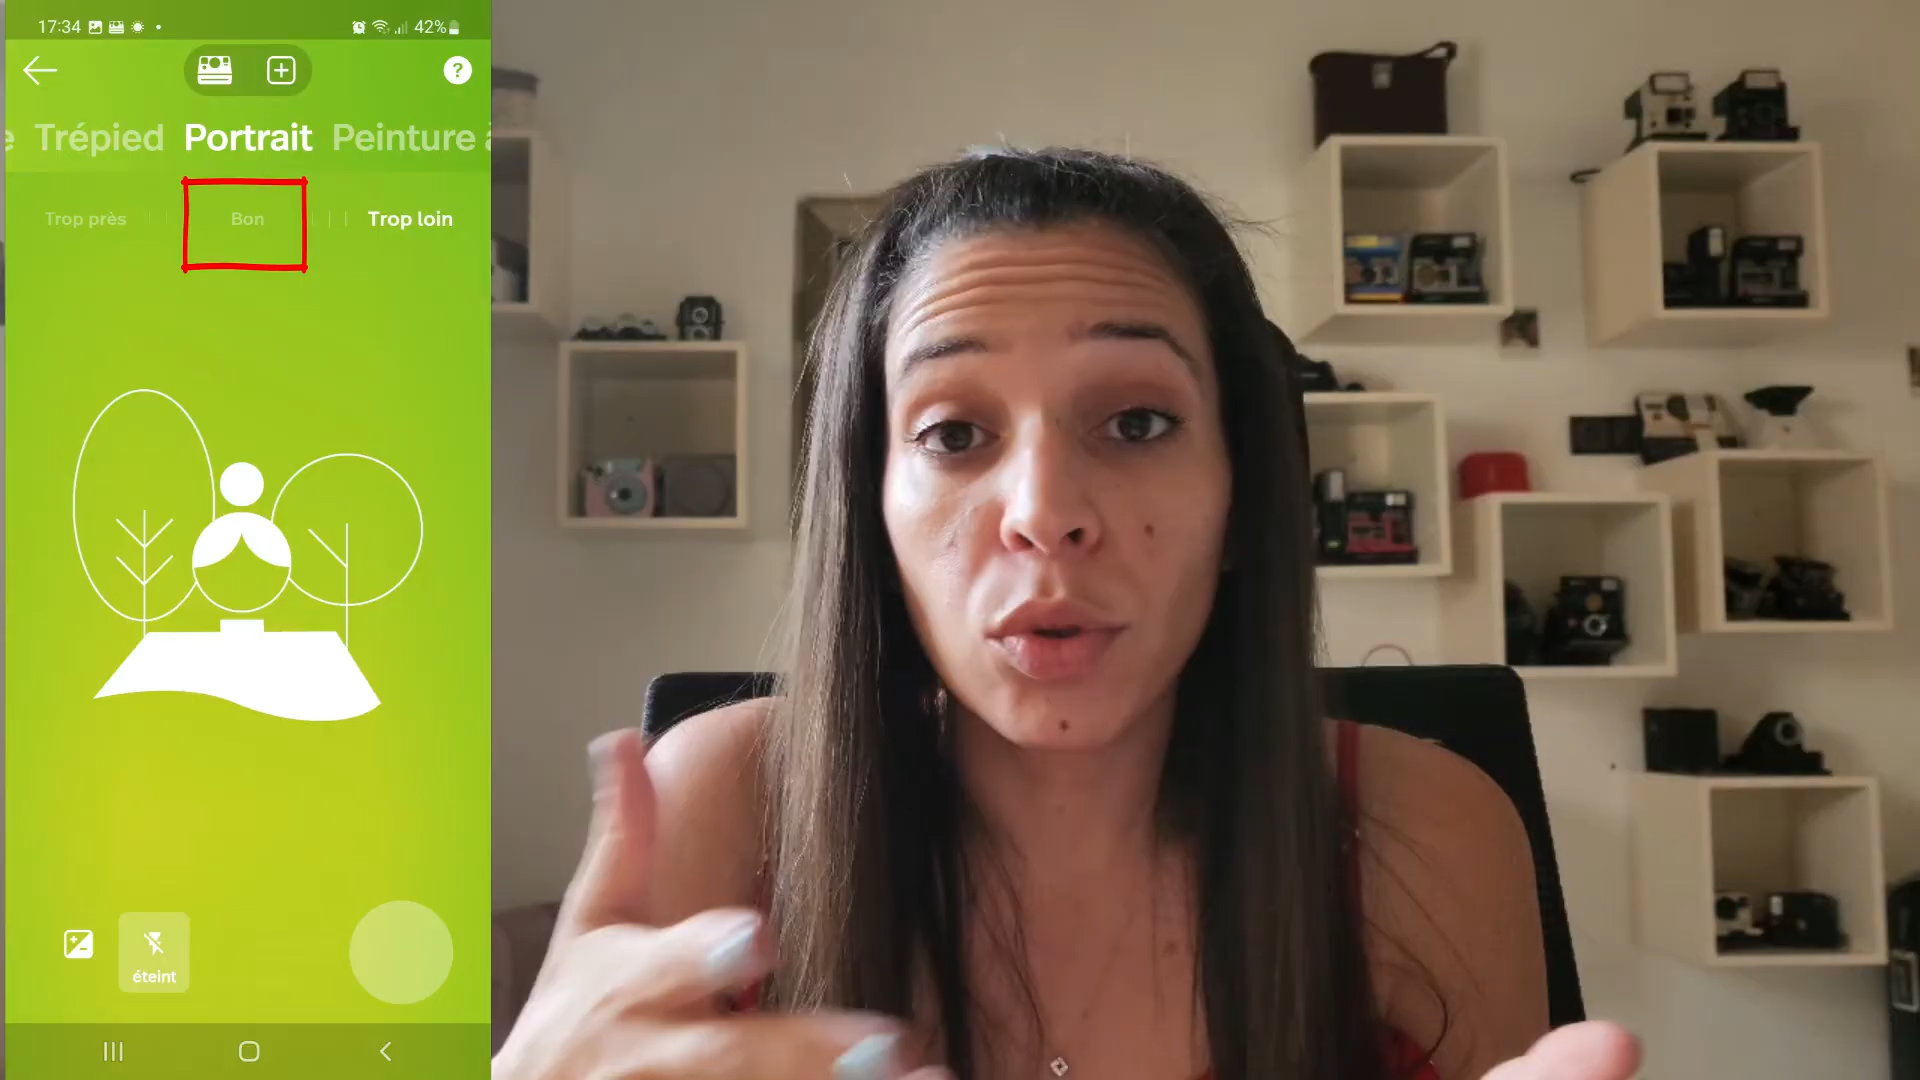 17:34 42%
?
e Trépied Portrait Peinture à
Trop près Bon Trop loin
éteint